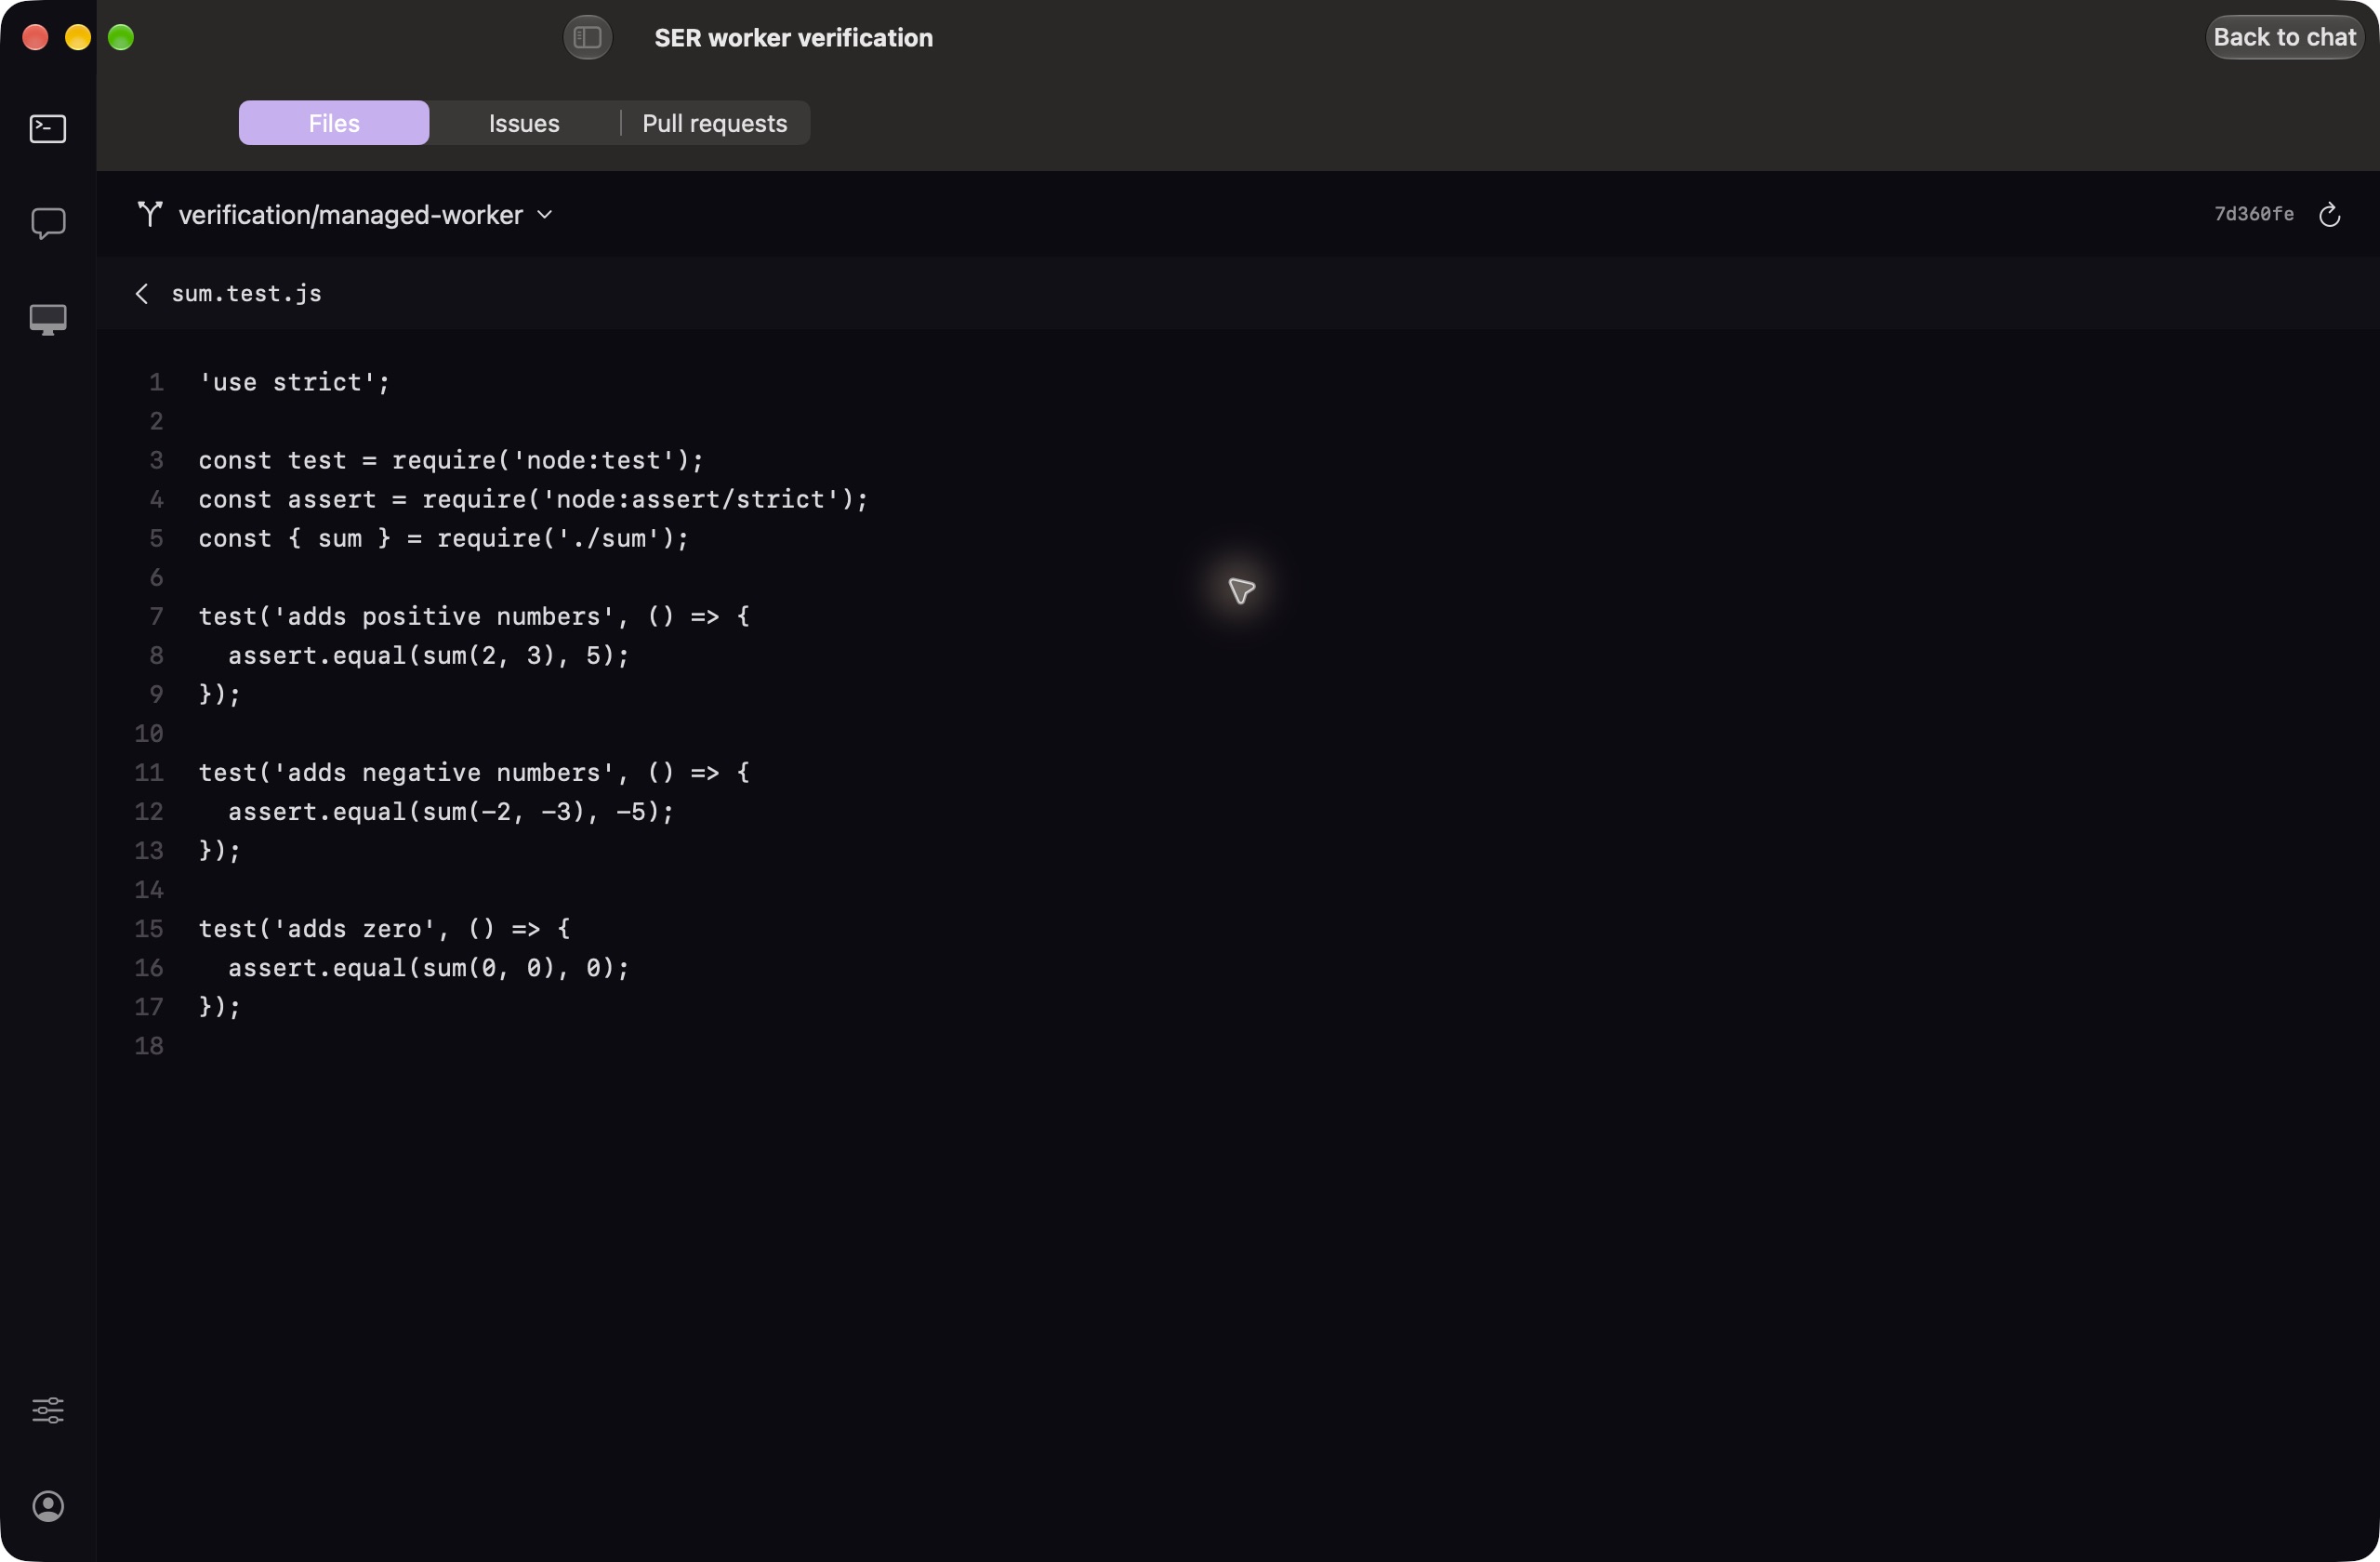 SER worker verification
Back to chat
Files
Issues
Pull requests
verification/managed-worker
7d360fe
sum.test.js
1 'use strict';
2
3 const test = require('node:test');
4 const assert = require('node:assert/strict');
5 const { sum } = require('./sum');
6
7 test('adds positive numbers', () => {
8   assert.equal(sum(2, 3), 5);
9 });
10
11 test('adds negative numbers', () => {
12   assert.equal(sum(-2, -3), -5);
13 });
14
15 test('adds zero', () => {
16   assert.equal(sum(0, 0), 0);
17 });
18